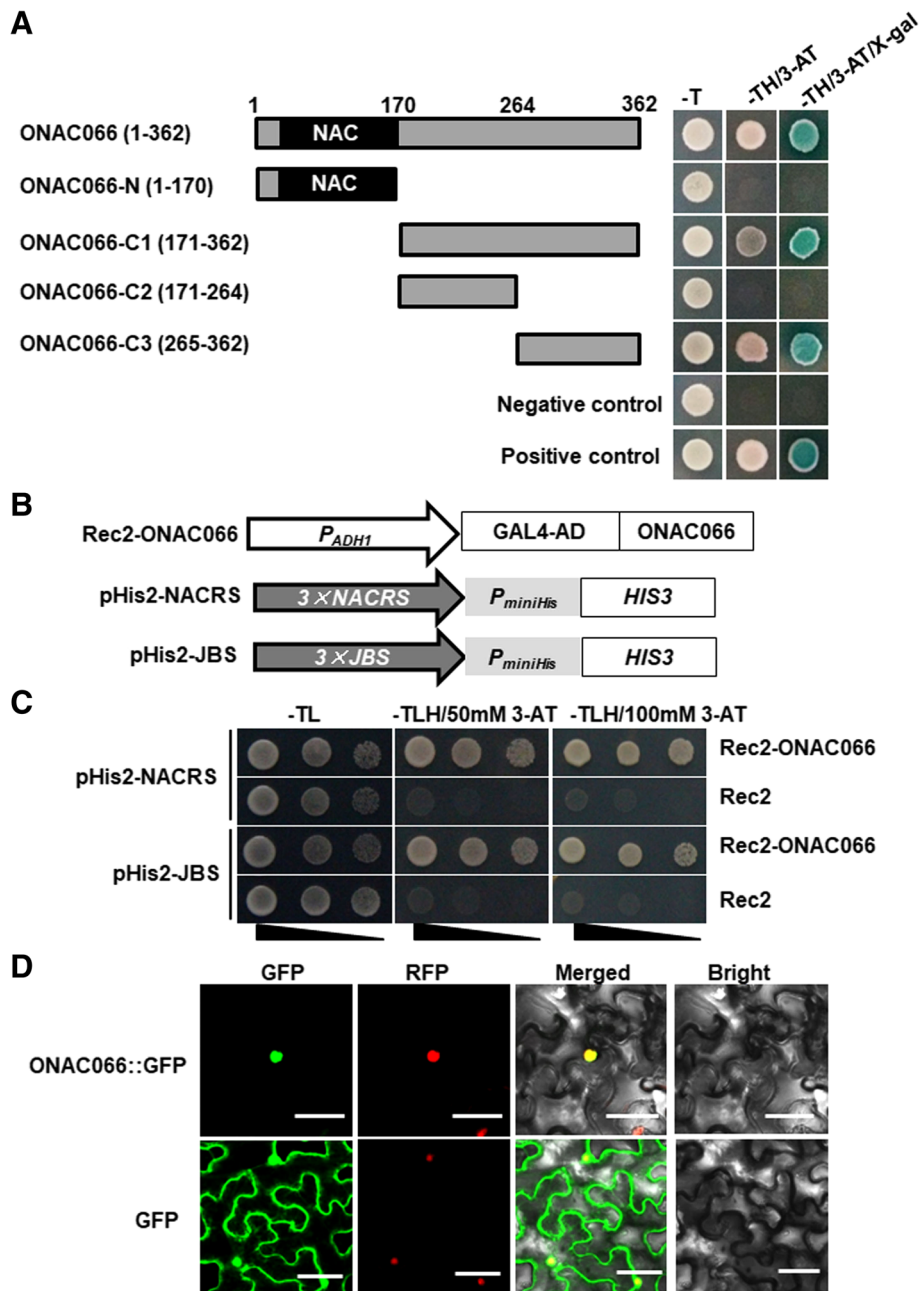 A
1 170 264 362
-T -TH/3-AT -TH/3-AT/X-gal
ONAC066 (1-362) NAC
ONAC066-N (1-170) NAC
ONAC066-C1 (171-362)
ONAC066-C2 (171-264)
ONAC066-C3 (265-362)
Negative control
Positive control
B
Rec2-ONAC066 PADH1 GAL4-AD ONAC066
pHis2-NACRS 3×NACRS PminiHis HIS3
pHis2-JBS 3×JBS PminiHis HIS3
C
-TL -TLH/50mM 3-AT -TLH/100mM 3-AT
pHis2-NACRS Rec2-ONAC066
Rec2
pHis2-JBS Rec2-ONAC066
Rec2
D
GFP RFP Merged Bright
ONAC066::GFP
GFP